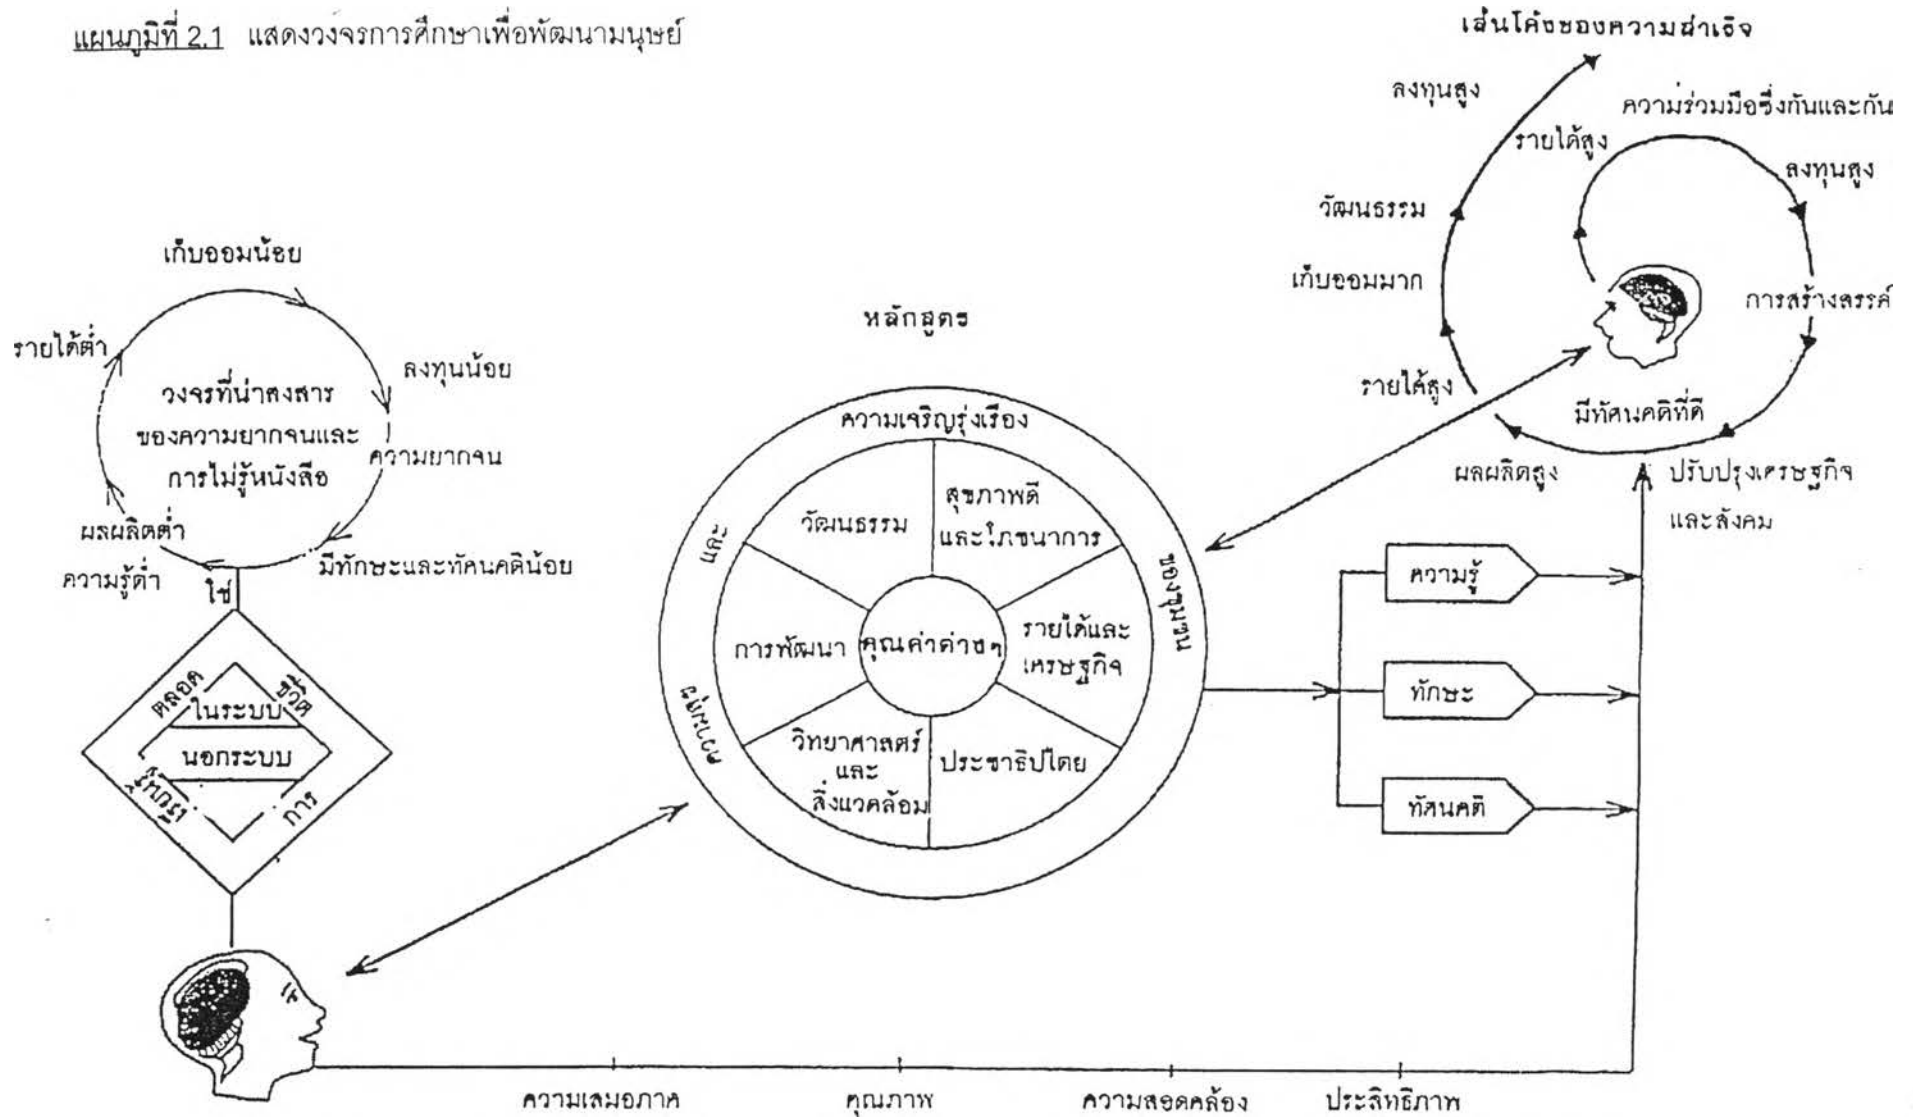 แผนภูมิที่ 2.1 แสดงวงจรการศึกษาเพื่อพัฒนามนุษย์
เส้นโค้งของความสำเร็จ
ลงทุนสูง
ความร่วมมือซึ่งกันและกัน
รายได้สูง
ลงทุนสูง
วัฒนธรรม
เก็บออมมาก
การสร้างสรรค์
รายได้สูง
มีทัศนคติที่ดี
ผลผลิตสูง
ปรับปรุงเศรษฐกิจ
และสังคม
เก็บออมน้อย
รายได้ต่ำ
ลงทุนน้อย
วงจรที่น่าสงสาร
ของความยากจนและ
การไม่รู้หนังสือ
ความยากจน
ผลผลิตต่ำ
มีทักษะและทัศนคติน้อย
ความรู้ต่ำ
ใช่
ตลอด
ชีวิต
ในระบบ
นอกระบบ
การ
หลักสูตร
ความเจริญรุ่งเรือง
และ
ของชุมชน
วัฒนธรรม
สุขภาพดี
และโภชนาการ
การพัฒนา
คุณค่าต่างๆ
รายได้และ
เศรษฐกิจ
วิทยาศาสตร์
และ
สิ่งแวดล้อม
ประชาธิปไตย
ความรู้
ทักษะ
ทัศนคติ
ความเสมอภาค
คุณภาพ
ความสอดคล้อง
ประสิทธิภาพ